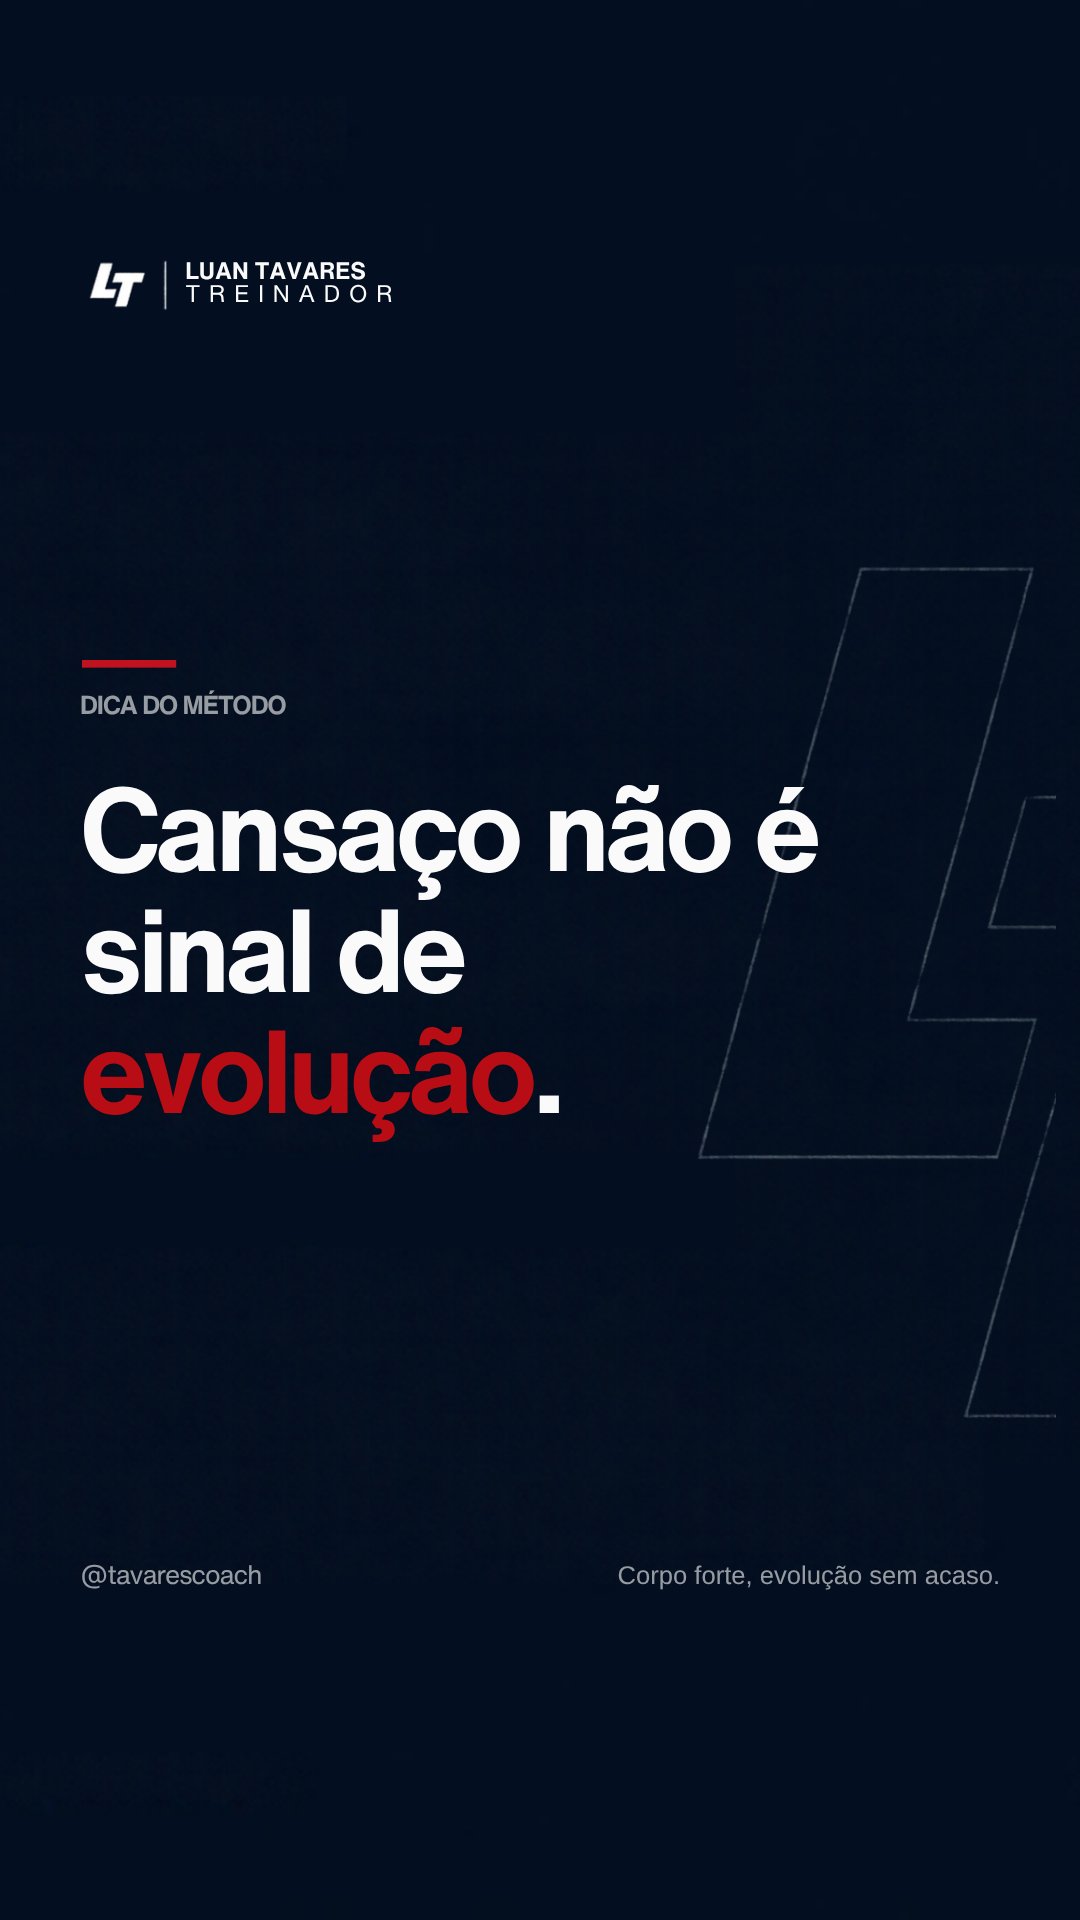 LT
LUAN TAVARES
TREINADOR
DICA DO MÉTODO
Cansaço não é
sinal de
evolução.
@tavarescoach
Corpo forte, evolução sem acaso.